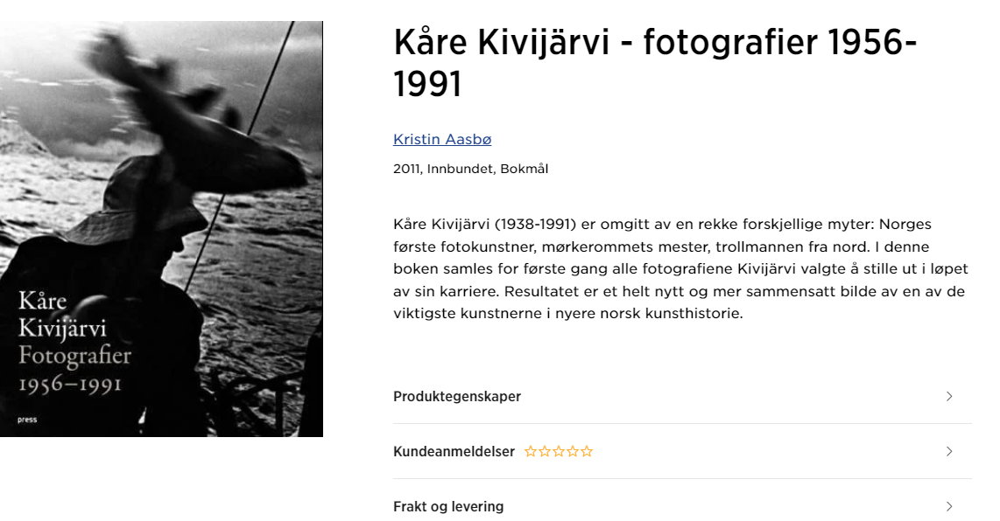 Kåre
Kivijärvi
Fotografier
1956–1991
press
Kåre Kivijärvi - fotografier 1956-
1991
Kristin Aasbø
2011, Innbundet, Bokmål
Kåre Kivijärvi (1938-1991) er omgitt av en rekke forskjellige myter: Norges
første fotokunstner, mørkerommets mester, trollmannen fra nord. I denne
boken samles for første gang alle fotografiene Kivijärvi valgte å stille ut i løpet
av sin karriere. Resultatet er et helt nytt og mer sammensatt bilde av en av de
viktigste kunstnerne i nyere norsk kunsthistorie.
Produktegenskaper
Kundeanmeldelser
Frakt og levering